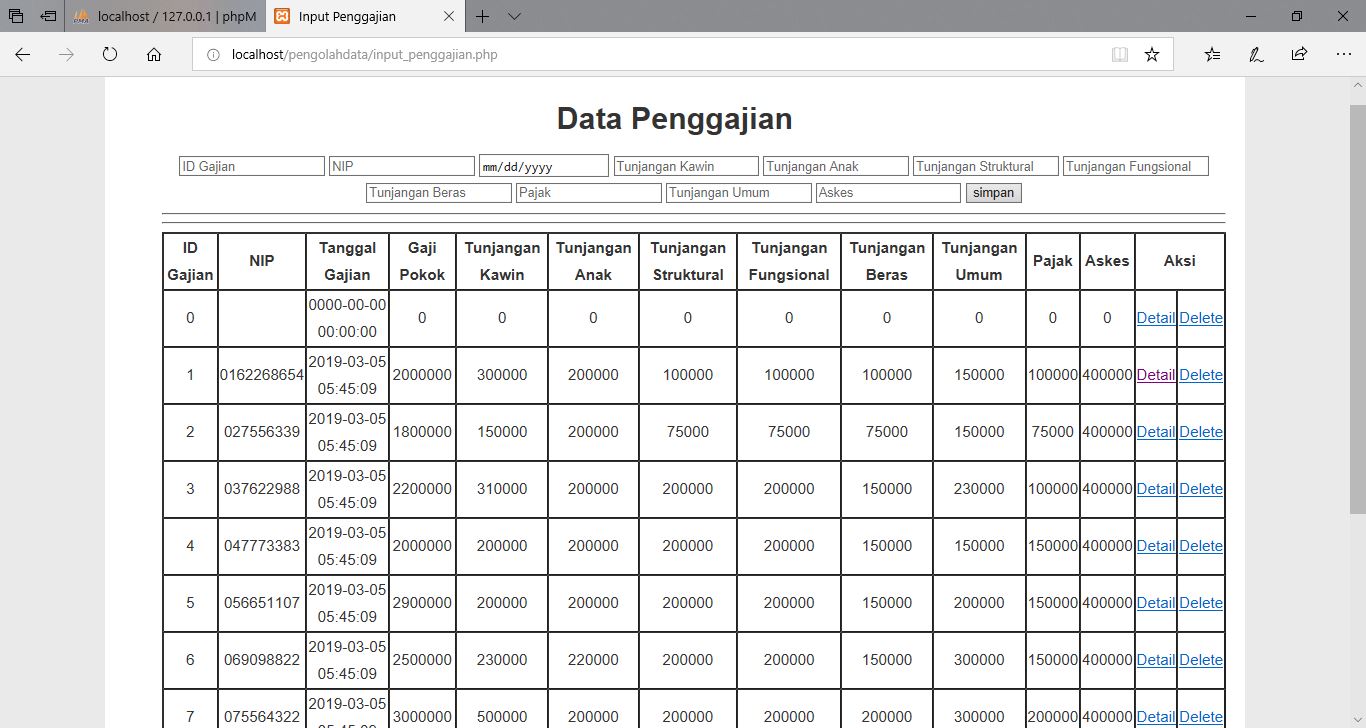 localhost / 127.0.0.1 | phpM
Input Penggajian
localhost/pengolahdata/input_penggajian.php
Data Penggajian
ID Gajian NIP mm/dd/yyyy Tunjangan Kawin Tunjangan Anak Tunjangan Struktural Tunjangan Fungsional
Tunjangan Beras Pajak Tunjangan Umum Askes simpan
ID Gajian NIP Tanggal Gajian Gaji Pokok Tunjangan Kawin Tunjangan Anak Tunjangan Struktural Tunjangan Fungsional Tunjangan Beras Tunjangan Umum Pajak Askes Aksi
0 0000-00-00 00:00:00 0 0 0 0 0 0 0 0 0 Detail Delete
1 0162268654 2019-03-05 05:45:09 2000000 300000 200000 100000 100000 100000 150000 100000 400000 Detail Delete
2 027556339 2019-03-05 05:45:09 1800000 150000 200000 75000 75000 75000 150000 75000 400000 Detail Delete
3 037622988 2019-03-05 05:45:09 2200000 310000 200000 200000 200000 150000 230000 100000 400000 Detail Delete
4 047773383 2019-03-05 05:45:09 2000000 200000 200000 200000 200000 150000 150000 150000 400000 Detail Delete
5 056651107 2019-03-05 05:45:09 2900000 200000 200000 200000 200000 150000 200000 150000 400000 Detail Delete
6 069098822 2019-03-05 05:45:09 2500000 230000 220000 200000 200000 150000 300000 150000 400000 Detail Delete
7 075564322 2019-03-05 05:45:09 3000000 500000 200000 200000 200000 200000 300000 200000 400000 Detail Delete